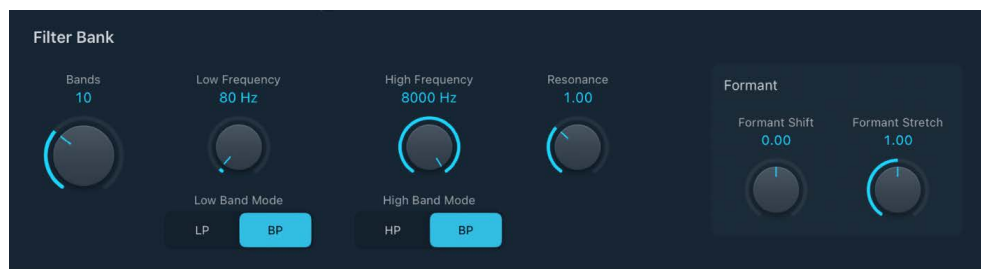 Filter Bank
Bands
10
Low Frequency
80 Hz
High Frequency
8000 Hz
Resonance
1.00
Low Band Mode
LP BP
High Band Mode
HP BP
Formant
Formant Shift
0.00
Formant Stretch
1.00